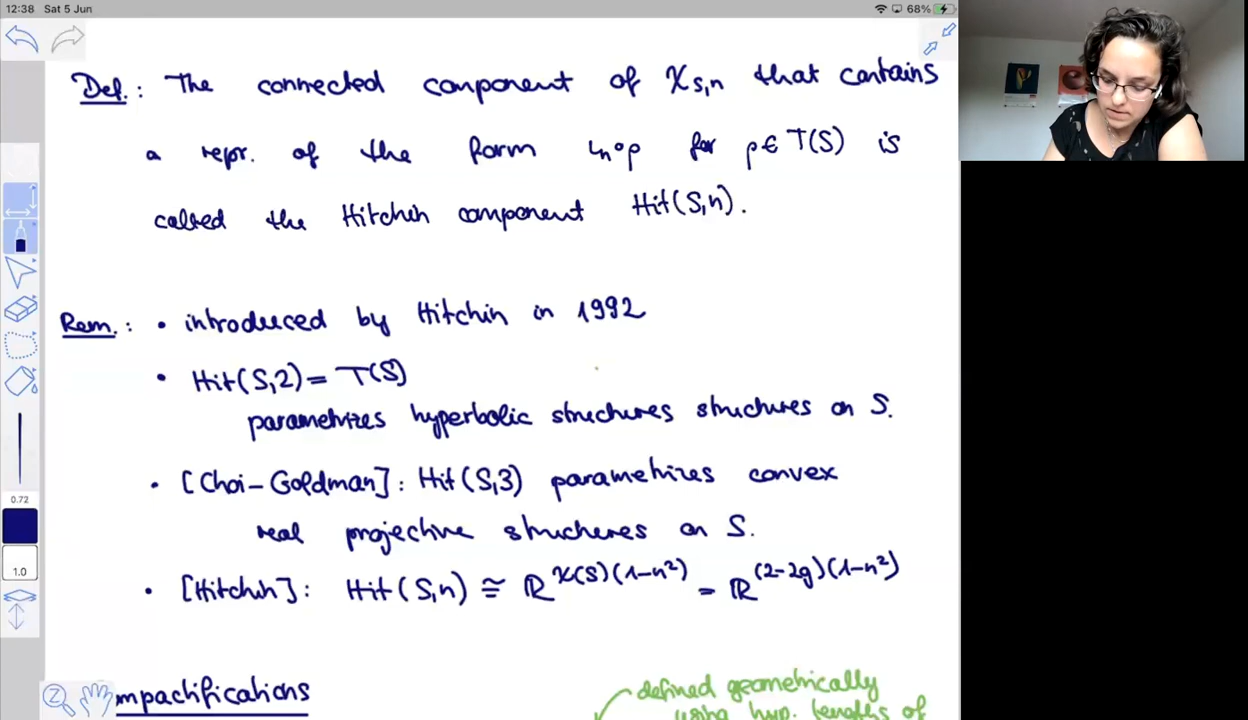 12:38 Sat 5 Jun
68%
Def.: The connected component of χ_{S,n} that contains
a repr. of the form ι_n∘ρ for ρ∈T(S) is
called the Hitchin component Hit(S,n).
Rem.: • introduced by Hitchin in 1992
• Hit(S,2) = T(S)
parametrizes hyperbolic structures structures on S.
• [Choi-Goldman]: Hit(S,3) parametrizes convex
real projective structures on S.
0.72
• [Hitchin]: Hit(S,n) ≅ ℝ^{χ(S)(1-n²)} = ℝ^{(2-2g)(1-n²)}
1.0
mpactifications
defined geometrically
using hyp. lengths of